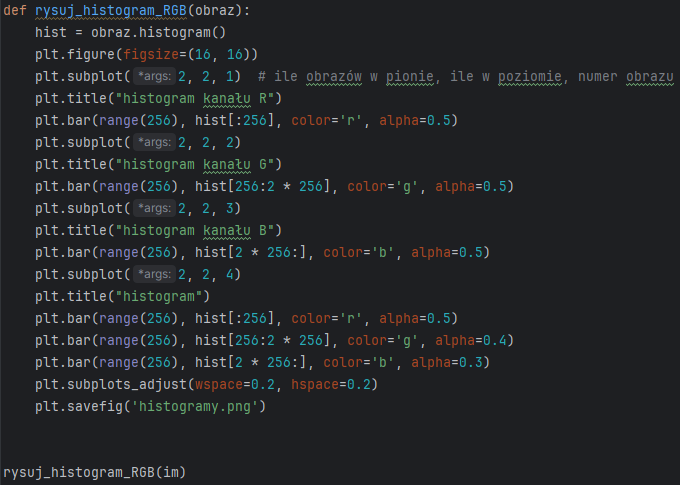 def rysuj_histogram_RGB(obraz):
    hist = obraz.histogram()
    plt.figure(figsize=(16, 16))
    plt.subplot(*args: 2, 2, 1)  # ile obrazów w pionie, ile w poziomie, numer obrazu
    plt.title("histogram kanału R")
    plt.bar(range(256), hist[:256], color='r', alpha=0.5)
    plt.subplot(*args: 2, 2, 2)
    plt.title("histogram kanału G")
    plt.bar(range(256), hist[256:2 * 256], color='g', alpha=0.5)
    plt.subplot(*args: 2, 2, 3)
    plt.title("histogram kanału B")
    plt.bar(range(256), hist[2 * 256:], color='b', alpha=0.5)
    plt.subplot(*args: 2, 2, 4)
    plt.title("histogram")
    plt.bar(range(256), hist[:256], color='r', alpha=0.5)
    plt.bar(range(256), hist[256:2 * 256], color='g', alpha=0.4)
    plt.bar(range(256), hist[2 * 256:], color='b', alpha=0.3)
    plt.subplots_adjust(wspace=0.2, hspace=0.2)
    plt.savefig('histogramy.png')
rysuj_histogram_RGB(im)